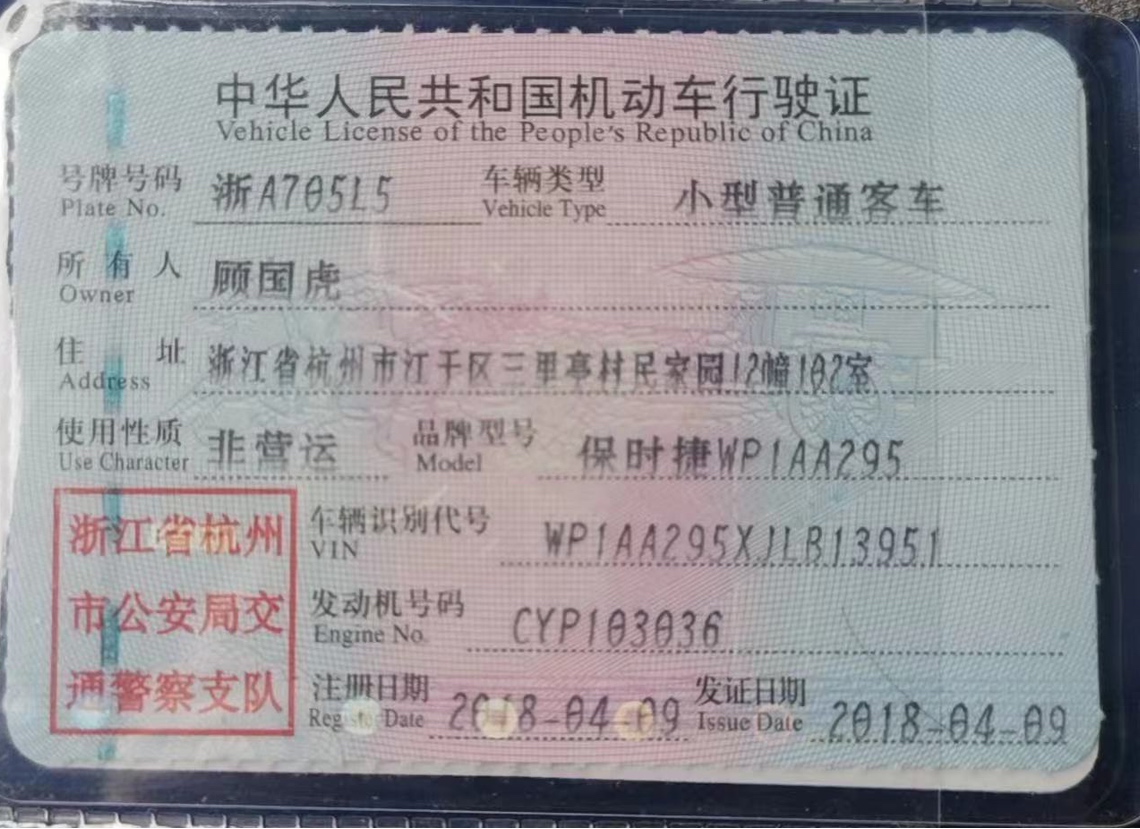 中华人民共和国机动车行驶证
Vehicle License of the People's Republic of China
号牌号码 浙A705L5 车辆类型 小型普通客车
Plate No. Vehicle Type
所有人 顾国虎
Owner
住址 浙江省杭州市江干区三里亭村民家园12幢102室
Address
使用性质 非营运 品牌型号 保时捷WP1AA295
Use Character Model
浙江省杭州 车辆识别代号 WP1AA295XJLB13951
VIN
市公安局交 发动机号码 CYP103036
Engine No.
通警察支队 注册日期 2018-04-09 发证日期 2018-04-09
Register Date Issue Date